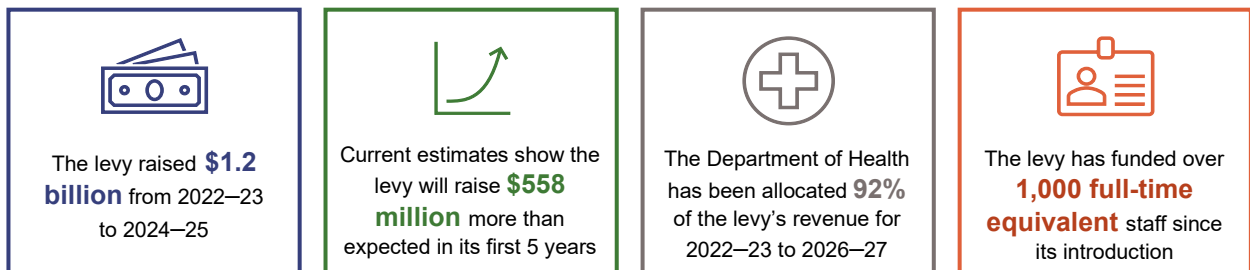 The levy raised $1.2
billion from 2022–23
to 2024–25
Current estimates show the
levy will raise $558
million more than
expected in its first 5 years
The Department of Health
has been allocated 92%
of the levy's revenue for
2022–23 to 2026–27
The levy has funded over
1,000 full-time
equivalent staff since
its introduction